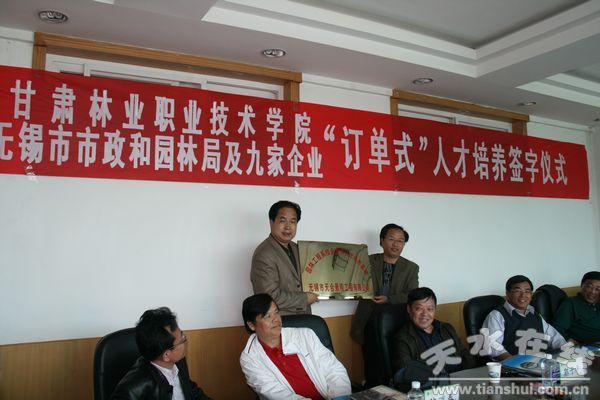 甘肃林业职业技术学院
无锡市市政和园林局及九家企业
“订单式”人才培养签字仪式
无锡市天合景观工程有限公司
天水在线
www.tianshui.com.cn